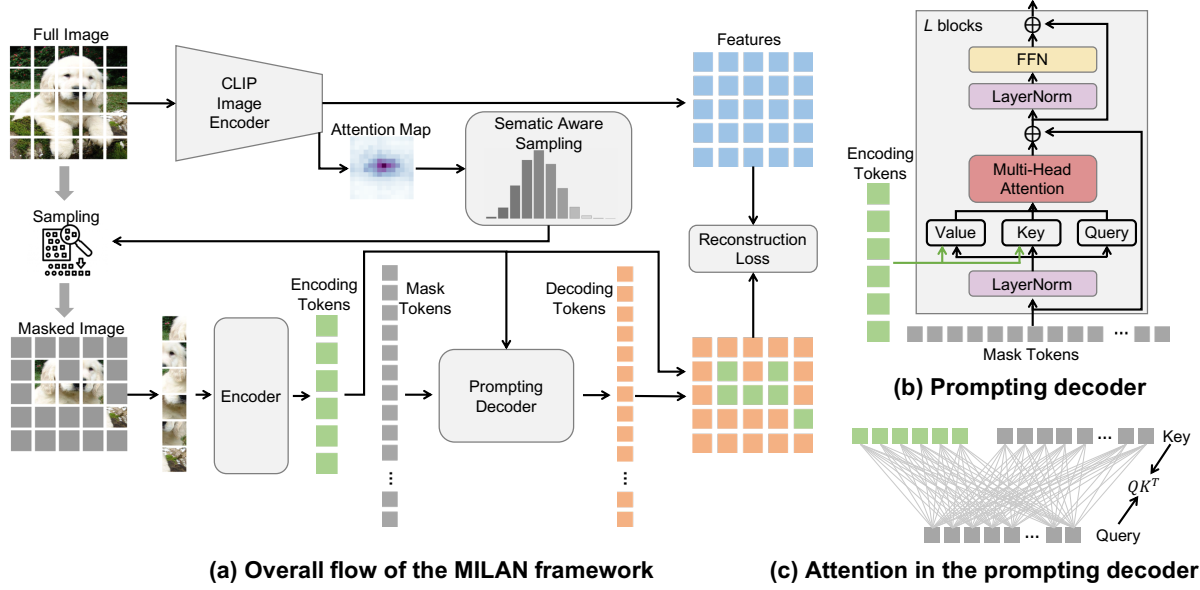 Full Image
CLIP
Image
Encoder
Attention Map
Sematic Aware
Sampling
Features
Sampling
Reconstruction
Loss
Masked Image
Encoder
Encoding
Tokens
Mask
Tokens
...
Prompting
Decoder
Decoding
Tokens
...
(a) Overall flow of the MILAN framework
L blocks
FFN
LayerNorm
Multi-Head
Attention
Value
Key
Query
LayerNorm
Encoding
Tokens
...
Mask Tokens
(b) Prompting decoder
...
Key
QK^T
...
Query
(c) Attention in the prompting decoder